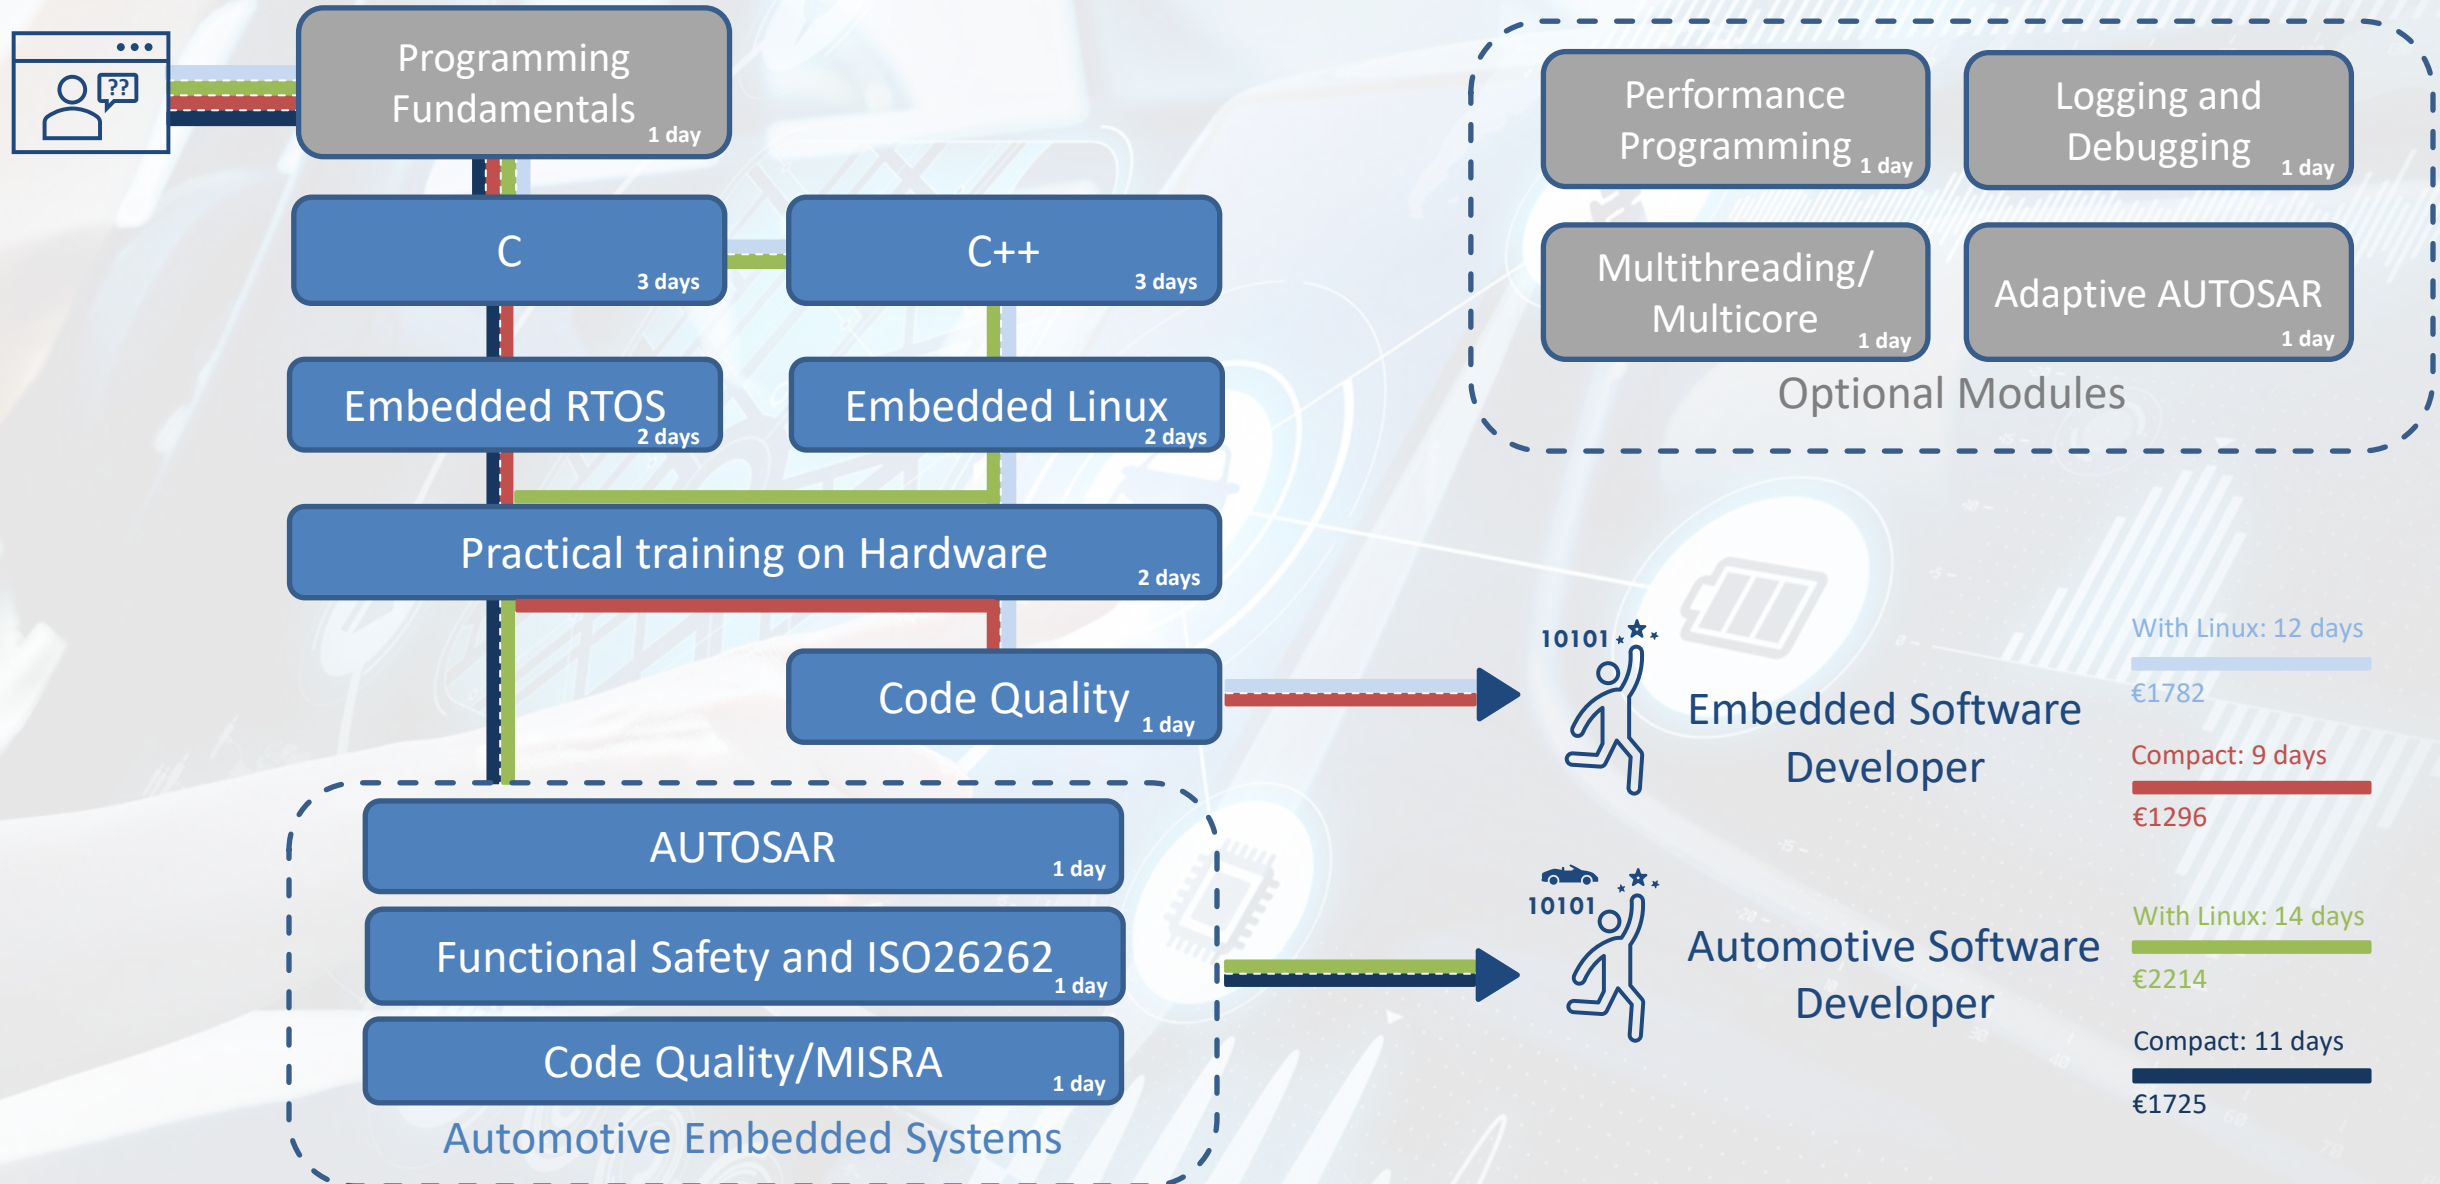 ??
Programming
Fundamentals
1 day
C
3 days
C++
3 days
Embedded RTOS
2 days
Embedded Linux
2 days
Practical training on Hardware
2 days
Code Quality
1 day
AUTOSAR
1 day
Functional Safety and ISO26262
1 day
Code Quality/MISRA
1 day
Automotive Embedded Systems
Performance
Programming
1 day
Logging and
Debugging
1 day
Multithreading/
Multicore
1 day
Adaptive AUTOSAR
1 day
Optional Modules
10101
Embedded Software
Developer
With Linux: 12 days
€1782
Compact: 9 days
€1296
10101
Automotive Software
Developer
With Linux: 14 days
€2214
Compact: 11 days
€1725